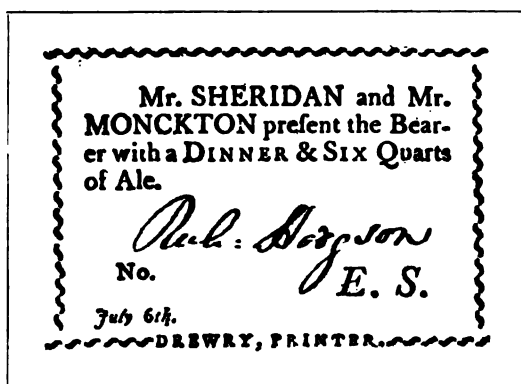 Mr. SHERIDAN and Mr.
MONCKTON preſent the Bear-
er with a DINNER & SIX Quarts
of Ale.
Rich: Hodgson
No.
E. S.
July 6th.
DREWRY, PRINTER.